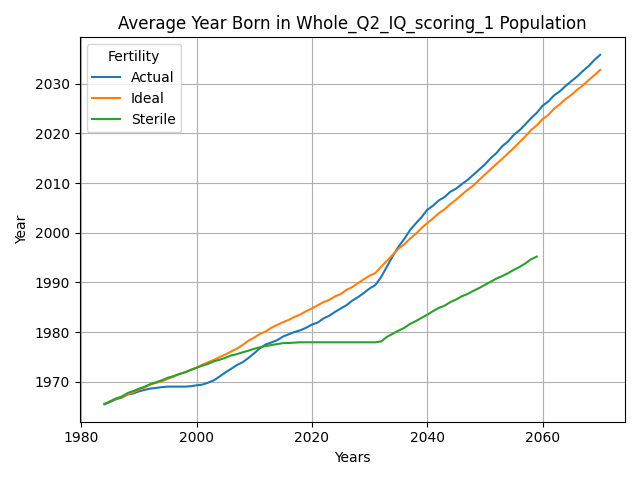 Average Year Born in Whole_Q2_IQ_scoring_1 Population
Fertility
Actual
Ideal
Sterile
2030
2020
2010
2000
1990
1980
1970
Year
1980
2000
2020
2040
2060
Years